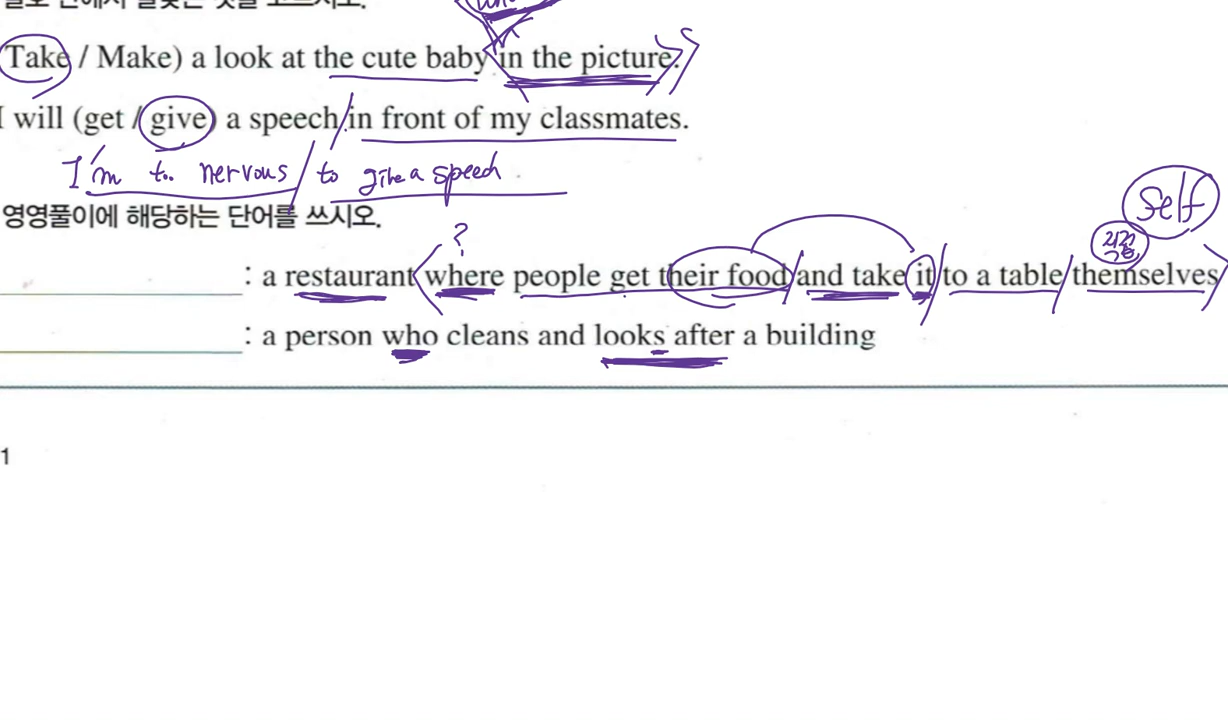 Take / Make) a look at the cute baby in the picture.
I will (get / give) a speech in front of my classmates.
I'm to nervous / to give a speech.
영영풀이에 해당하는 단어를 쓰시오.
self
?
: a restaurant where people get their food and take it to a table themselves
: a person who cleans and looks after a building
1